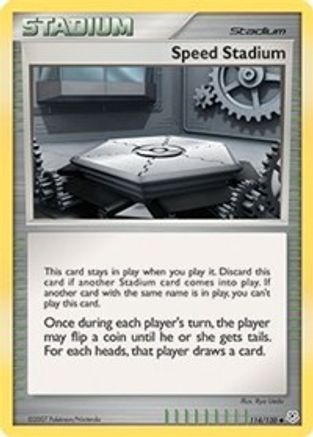 STADIUM
Stadium
Speed Stadium
This card stays in play when you play it. Discard
this card if another Stadium card comes into play. If
another card with the same name is in play, you can't
play this card.
Once during each player's turn, the player
may flip a coin until he or she gets tails.
For each heads, that player draws a card.
Illus. Ryo Ueda
©2007 Pokémon/Nintendo
114/130